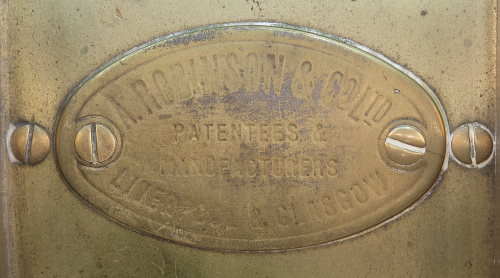 ROBINSON & CO LTD
PATENTEES &
MANUFACTURERS
LIVERPOOL & GLASGOW